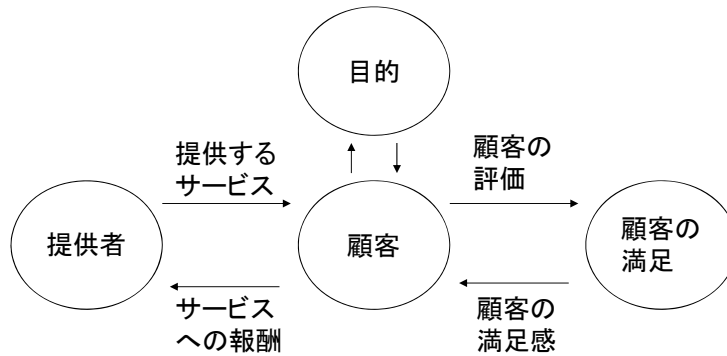 目的
提供する
サービス
顧客の
評価
提供者
顧客
顧客の
満足
サービス
への報酬
顧客の
満足感